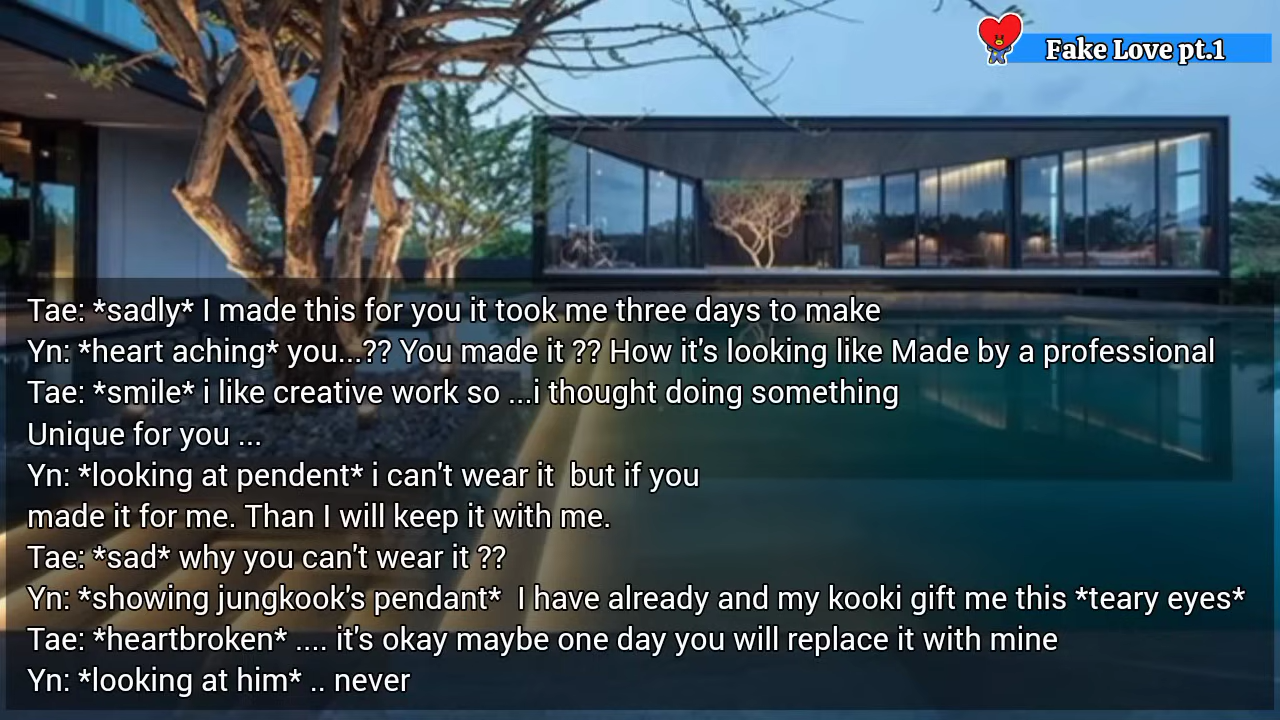 Fake Love pt.1
Tae: *sadly* I made this for you it took me three days to make
Yn: *heart aching* you...?? You made it ?? How it's looking like Made by a professional
Tae: *smile* i like creative work so ...i thought doing something
Unique for you ...
Yn: *looking at pendent* i can't wear it  but if you
made it for me. Than I will keep it with me.
Tae: *sad* why you can't wear it ??
Yn: *showing jungkook's pendant*  I have already and my kooki gift me this *teary eyes*
Tae: *heartbroken* .... it's okay maybe one day you will replace it with mine
Yn: *looking at him* .. never